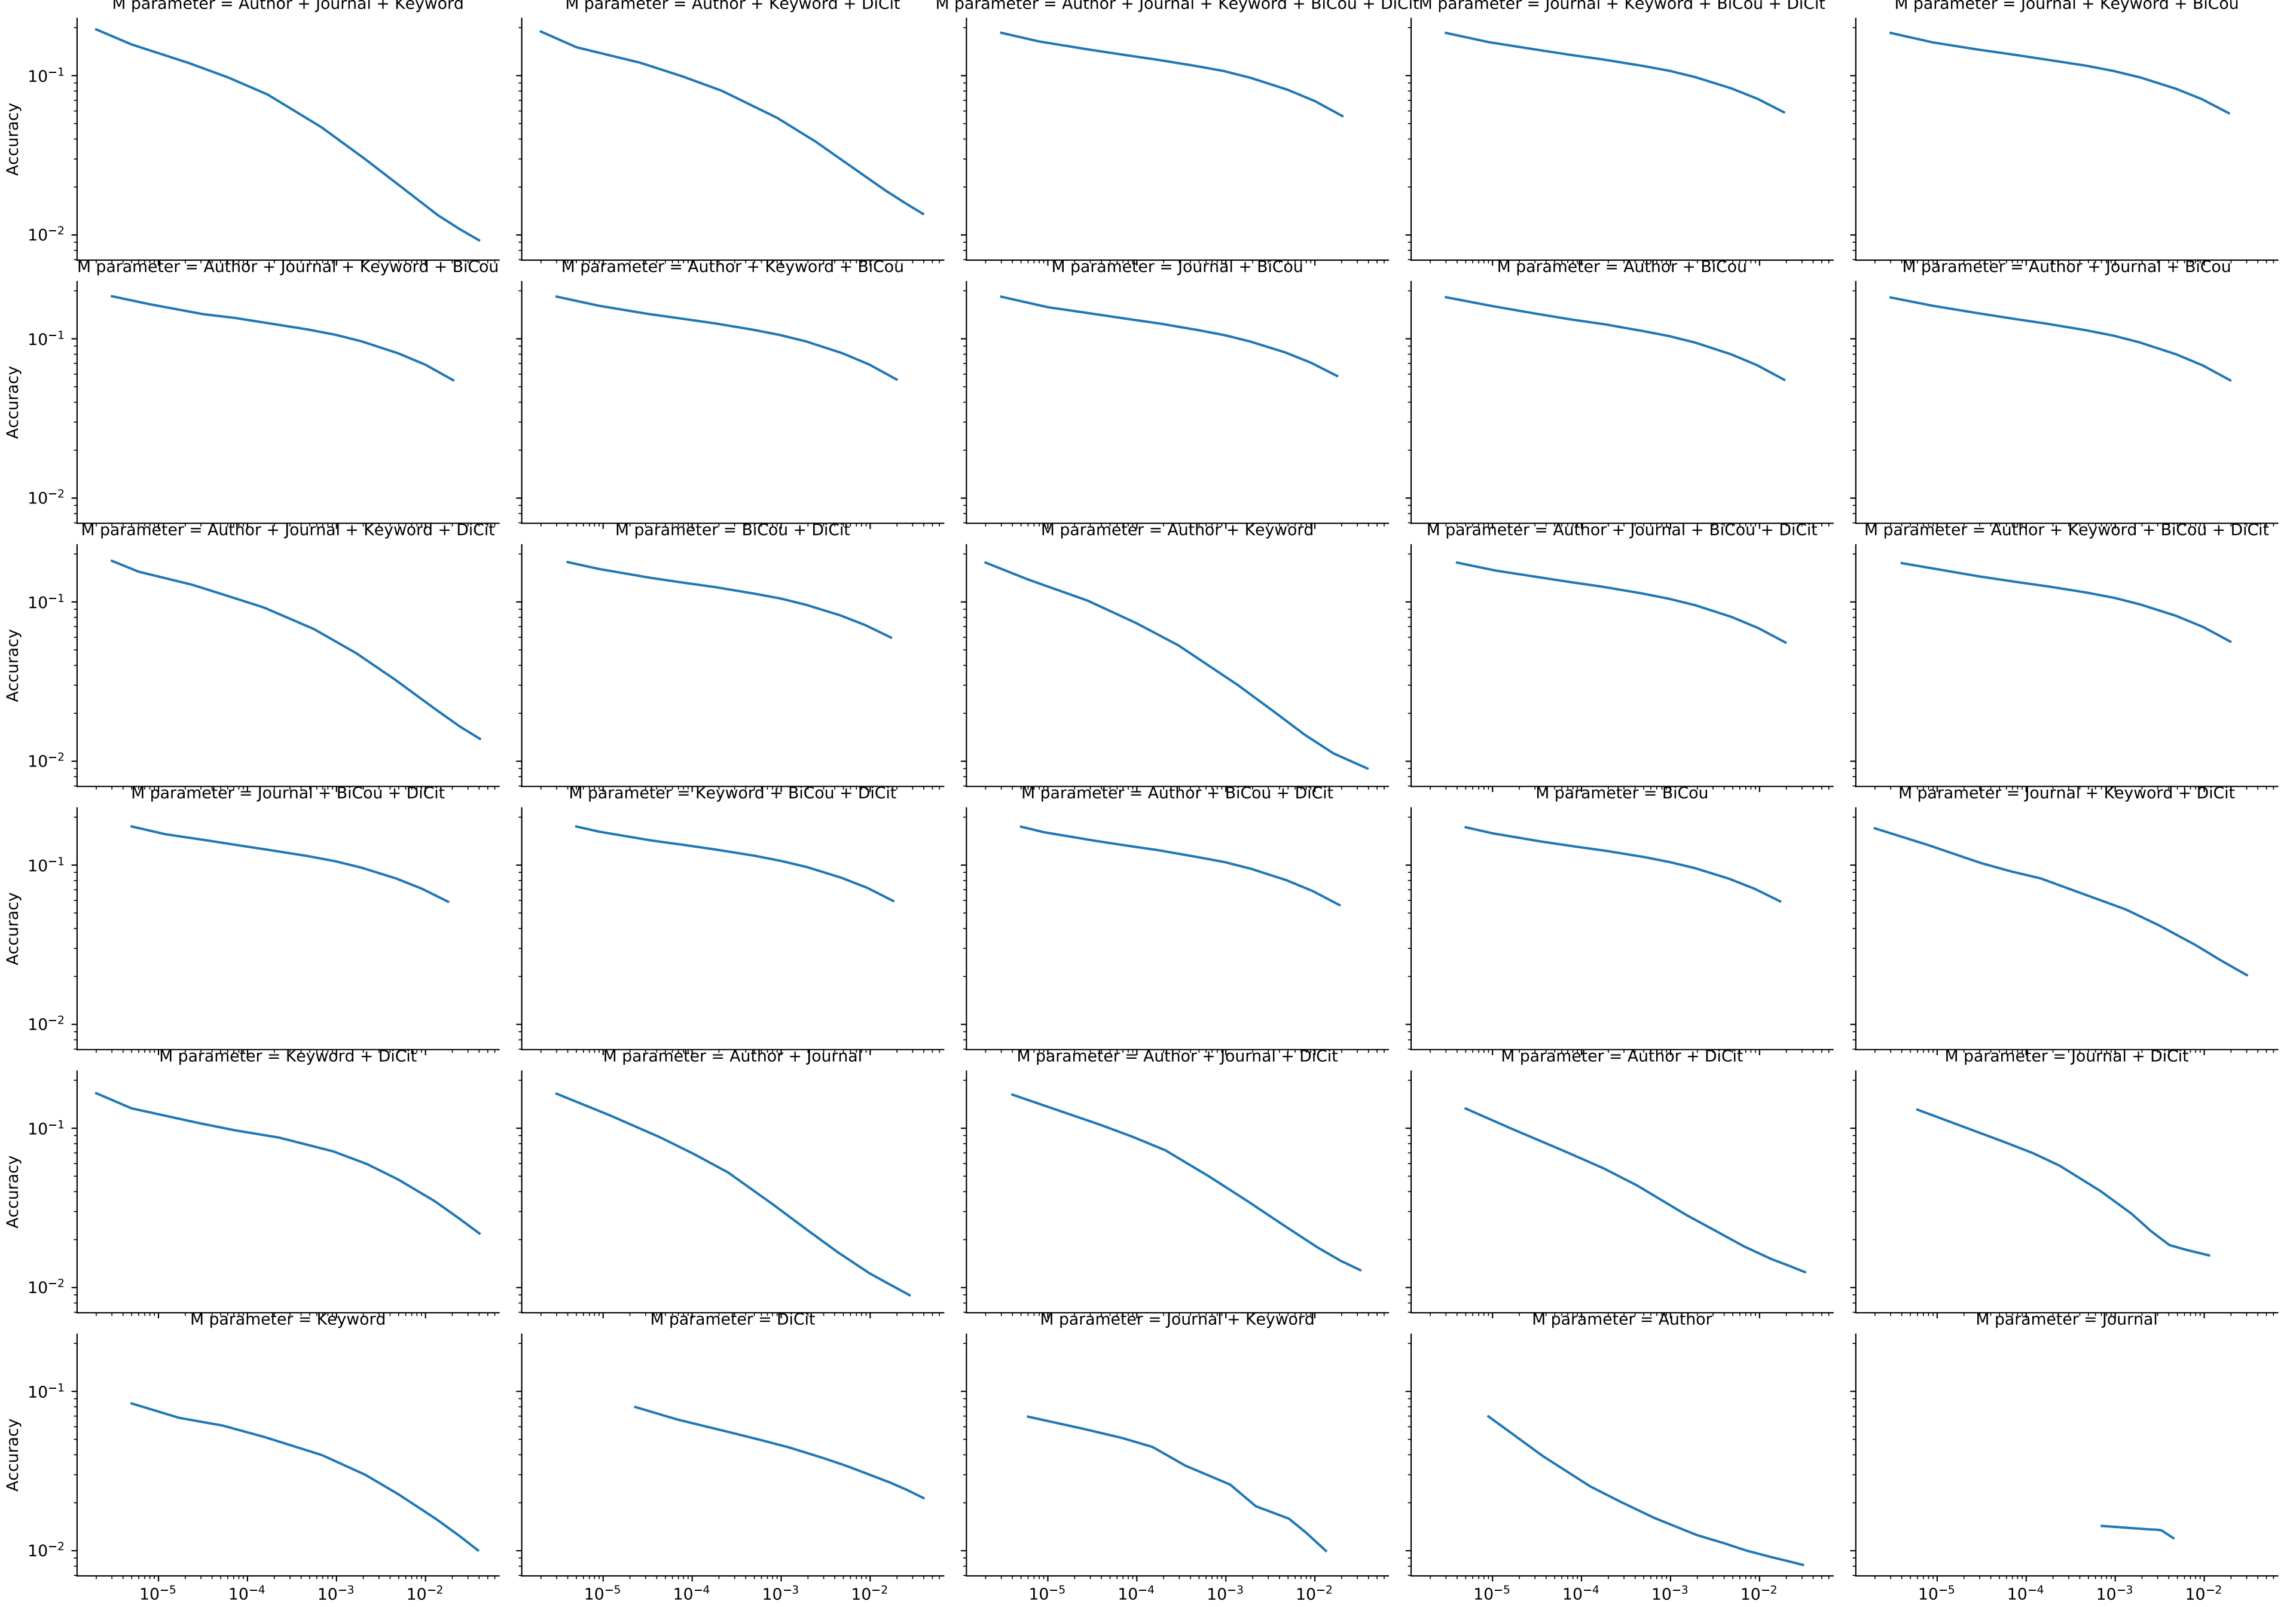 M parameter = Author + Journal + Keyword
M parameter = Author + Keyword + DiCit
M parameter = Author + Journal + Keyword + BiCou + DiCit
M parameter = Journal + Keyword + BiCou + DiCit
M parameter = Journal + Keyword + BiCou
10⁻¹
Accuracy
10⁻²
M parameter = Author + Journal + Keyword + BiCou
M parameter = Author + Keyword + BiCou
M parameter = Journal + BiCou
M parameter = Author + BiCou
M parameter = Author + Journal + BiCou
10⁻¹
Accuracy
10⁻²
M parameter = Author + Journal + Keyword + DiCit
M parameter = BiCou + DiCit
M parameter = Author + Keyword
M parameter = Author + Journal + BiCou + DiCit
M parameter = Author + Keyword + BiCou + DiCit
10⁻¹
Accuracy
10⁻²
M parameter = Journal + BiCou + DiCit
M parameter = Keyword + BiCou + DiCit
M parameter = Author + BiCou + DiCit
M parameter = BiCou
M parameter = Journal + Keyword + DiCit
10⁻¹
Accuracy
10⁻²
M parameter = Keyword + DiCit
M parameter = Author + Journal
M parameter = Author + Journal + DiCit
M parameter = Author + DiCit
M parameter = Journal + DiCit
10⁻¹
Accuracy
10⁻²
M parameter = Keyword
M parameter = DiCit
M parameter = Journal + Keyword
M parameter = Author
M parameter = Journal
10⁻¹
Accuracy
10⁻²
10⁻⁵ 10⁻⁴ 10⁻³ 10⁻²
10⁻⁵ 10⁻⁴ 10⁻³ 10⁻²
10⁻⁵ 10⁻⁴ 10⁻³ 10⁻²
10⁻⁵ 10⁻⁴ 10⁻³ 10⁻²
10⁻⁵ 10⁻⁴ 10⁻³ 10⁻²